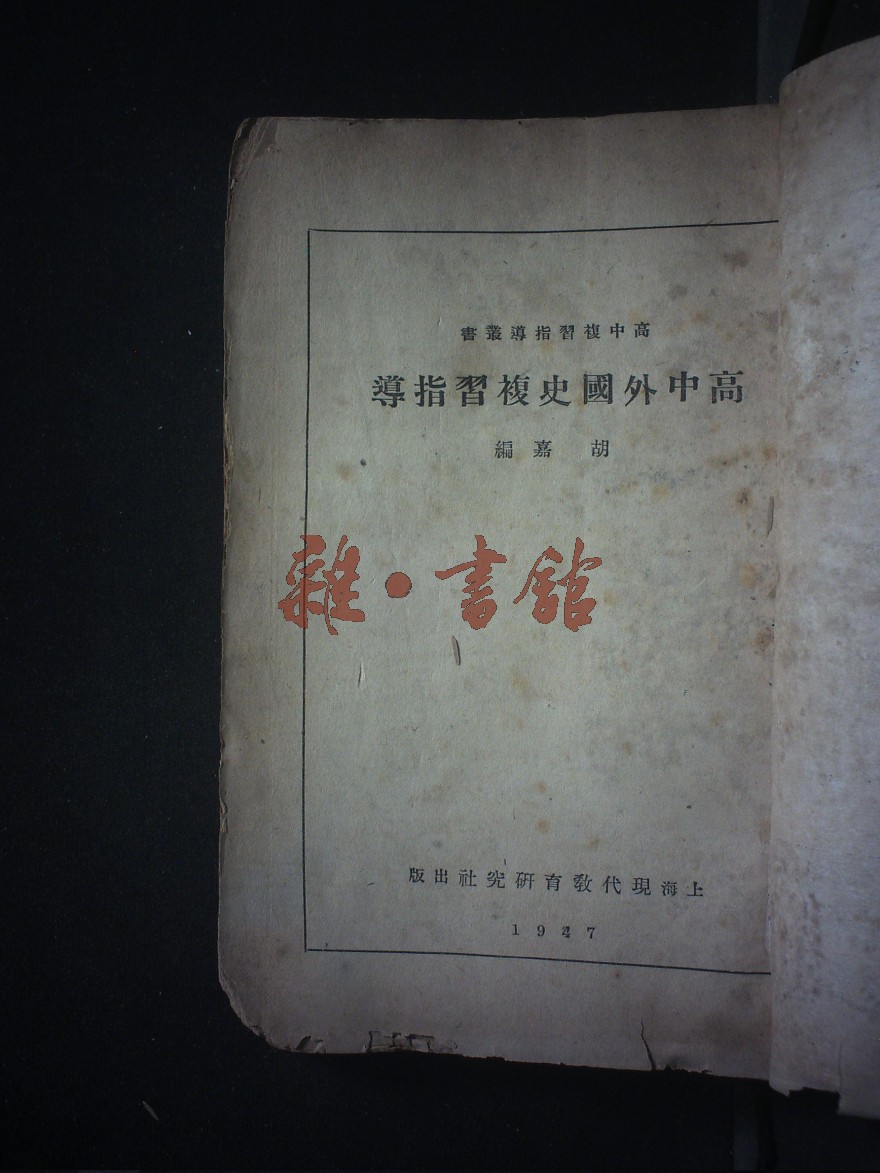 高中複習指導叢書
高中外國史複習指導
胡嘉編
雜·書館
上海現代教育研究社出版
1947